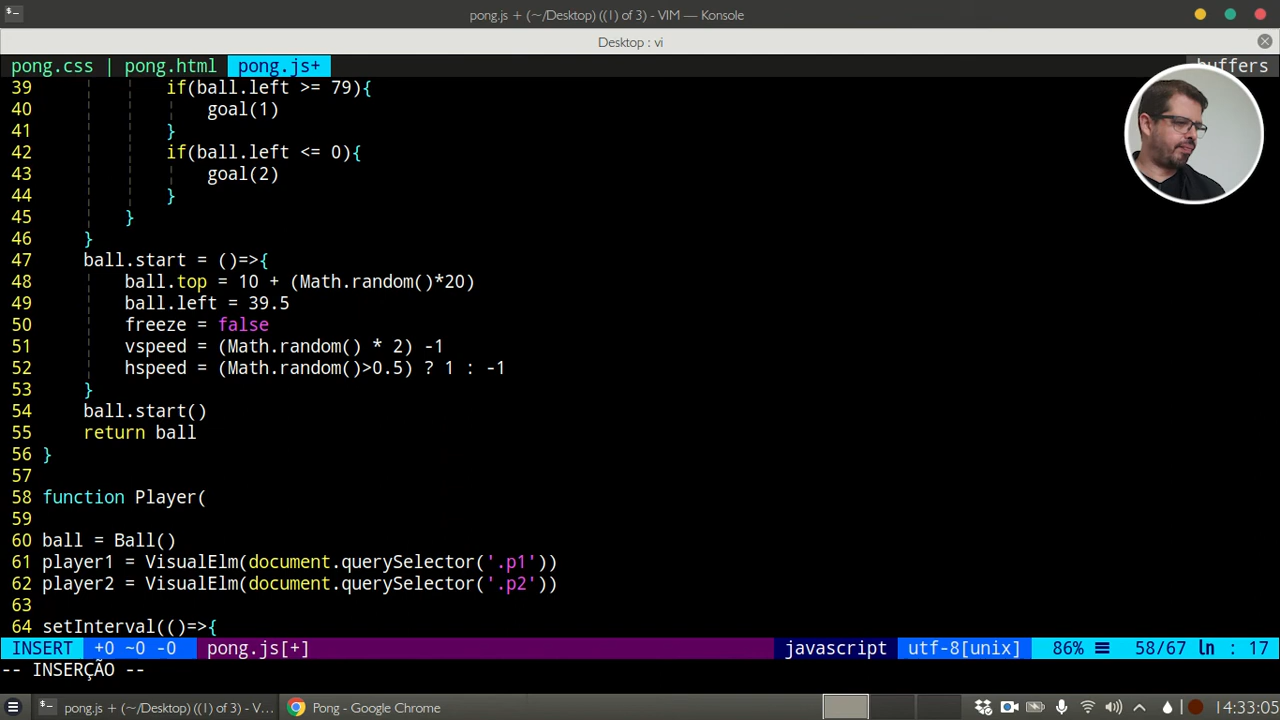 pong.js + (~/Desktop) ((1) of 3) - VIM — Konsole
Desktop : vi
pong.css | pong.html pong.js+ buffers
39 if(ball.left >= 79){
40 goal(1)
41 }
42 if(ball.left <= 0){
43 goal(2)
44 }
45 }
46 }
47 ball.start = ()=>{
48 ball.top = 10 + (Math.random()*20)
49 ball.left = 39.5
50 freeze = false
51 vspeed = (Math.random() * 2) -1
52 hspeed = (Math.random()>0.5) ? 1 : -1
53 }
54 ball.start()
55 return ball
56 }
57
58 function Player(
59
60 ball = Ball()
61 player1 = VisualElm(document.querySelector('.p1'))
62 player2 = VisualElm(document.querySelector('.p2'))
63
64 setInterval(()=>{
INSERT +0 ~0 -0 pong.js[+] javascript utf-8[unix] 86% ☰ 58/67 ln : 17
-- INSERÇÃO --
pong.js + (~/Desktop) ((1) of 3) - V... Pong - Google Chrome 14:33:05